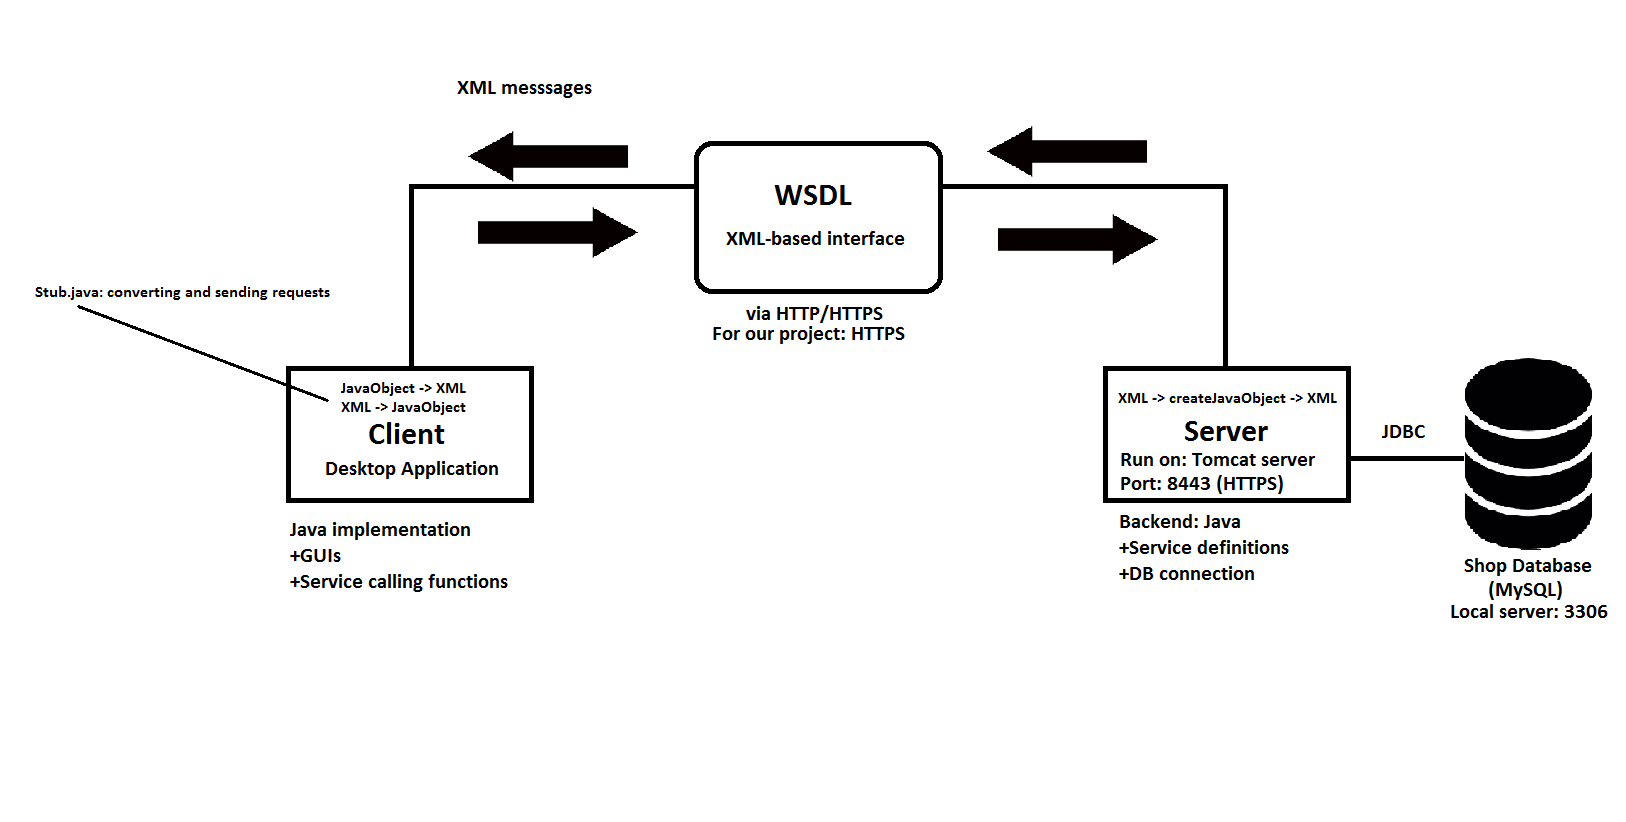 XML messsages
WSDL
XML-based interface
via HTTP/HTTPS
For our project: HTTPS
Stub.java: converting and sending requests
JavaObject -> XML
XML -> JavaObject
Client
Desktop Application
Java implementation
+GUIs
+Service calling functions
XML -> createJavaObject -> XML
Server
Run on: Tomcat server
Port: 8443 (HTTPS)
Backend: Java
+Service definitions
+DB connection
JDBC
Shop Database
(MySQL)
Local server: 3306